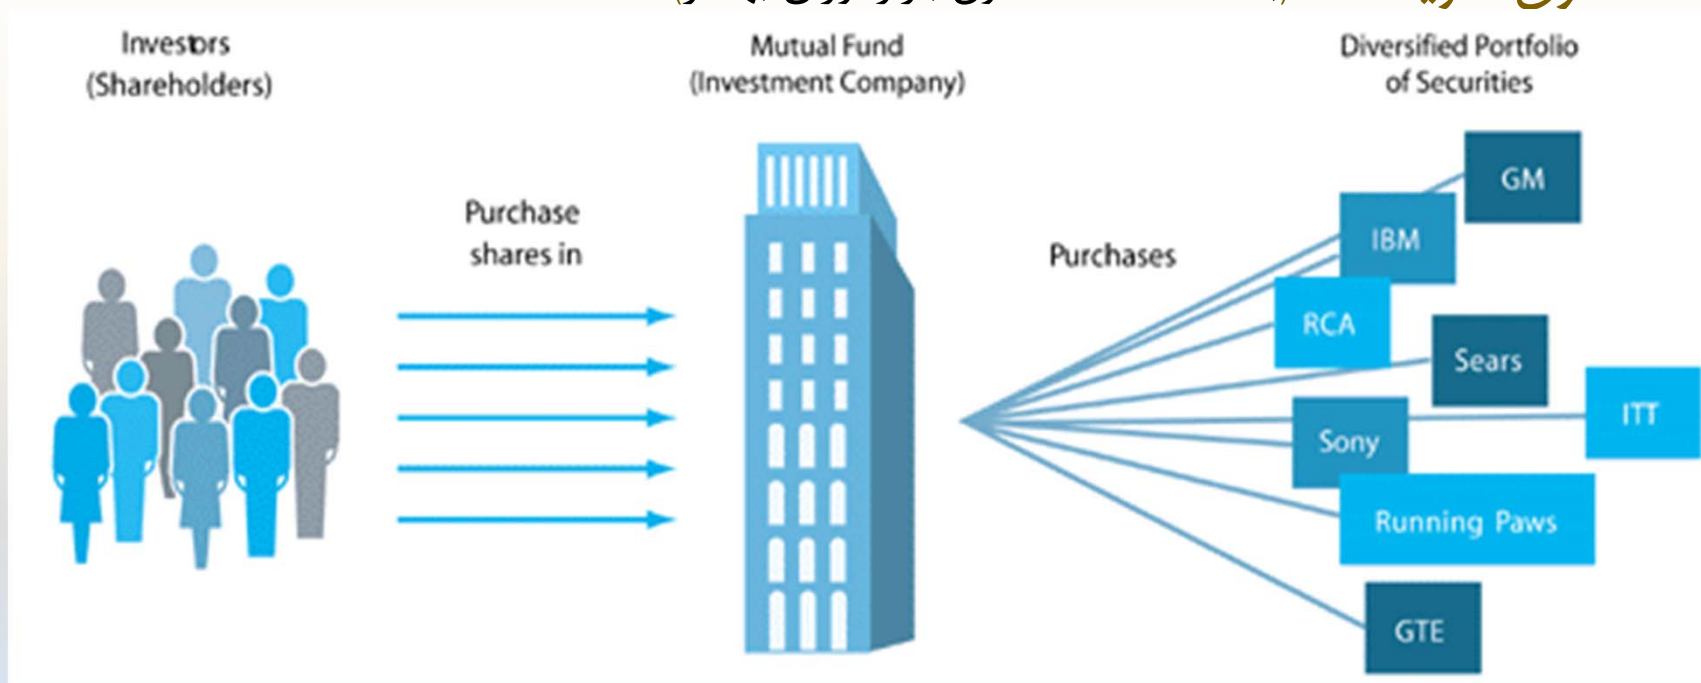 Investors
(Shareholders)
Purchase
shares in
Mutual Fund
(Investment Company)
Purchases
Diversified Portfolio
of Securities
GM
IBM
RCA
Sears
ITT
Sony
Running Paws
GTE